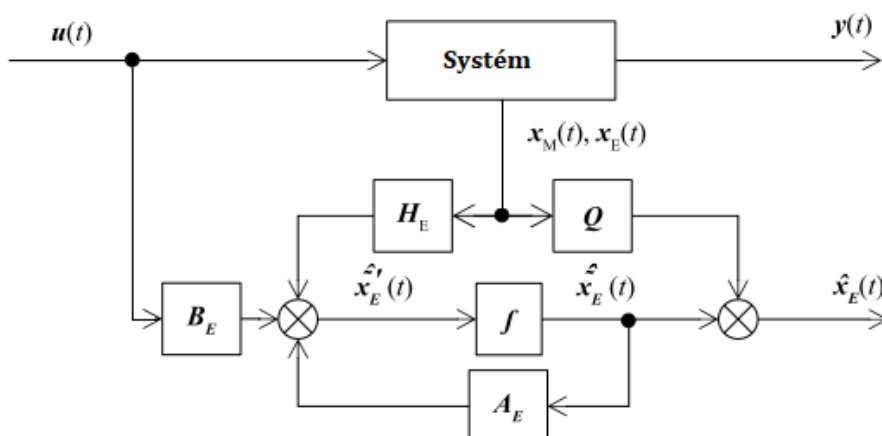 u(t)
y(t)
Systém
x_M(t), x_E(t)
H_E
Q
x̂̃'_E(t)
x̂̃_E(t)
x̂_E(t)
B_E
∫
A_E